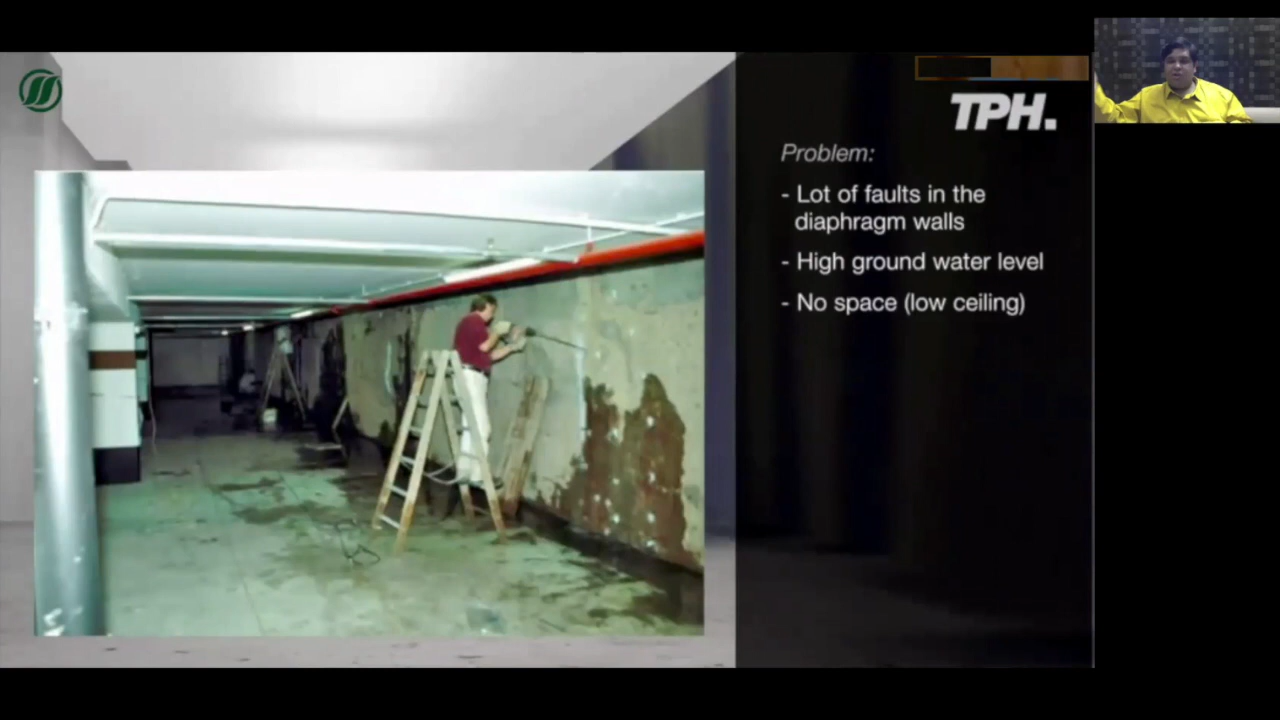 TPH.
Problem:
- Lot of faults in the
diaphragm walls
- High ground water level
- No space (low ceiling)